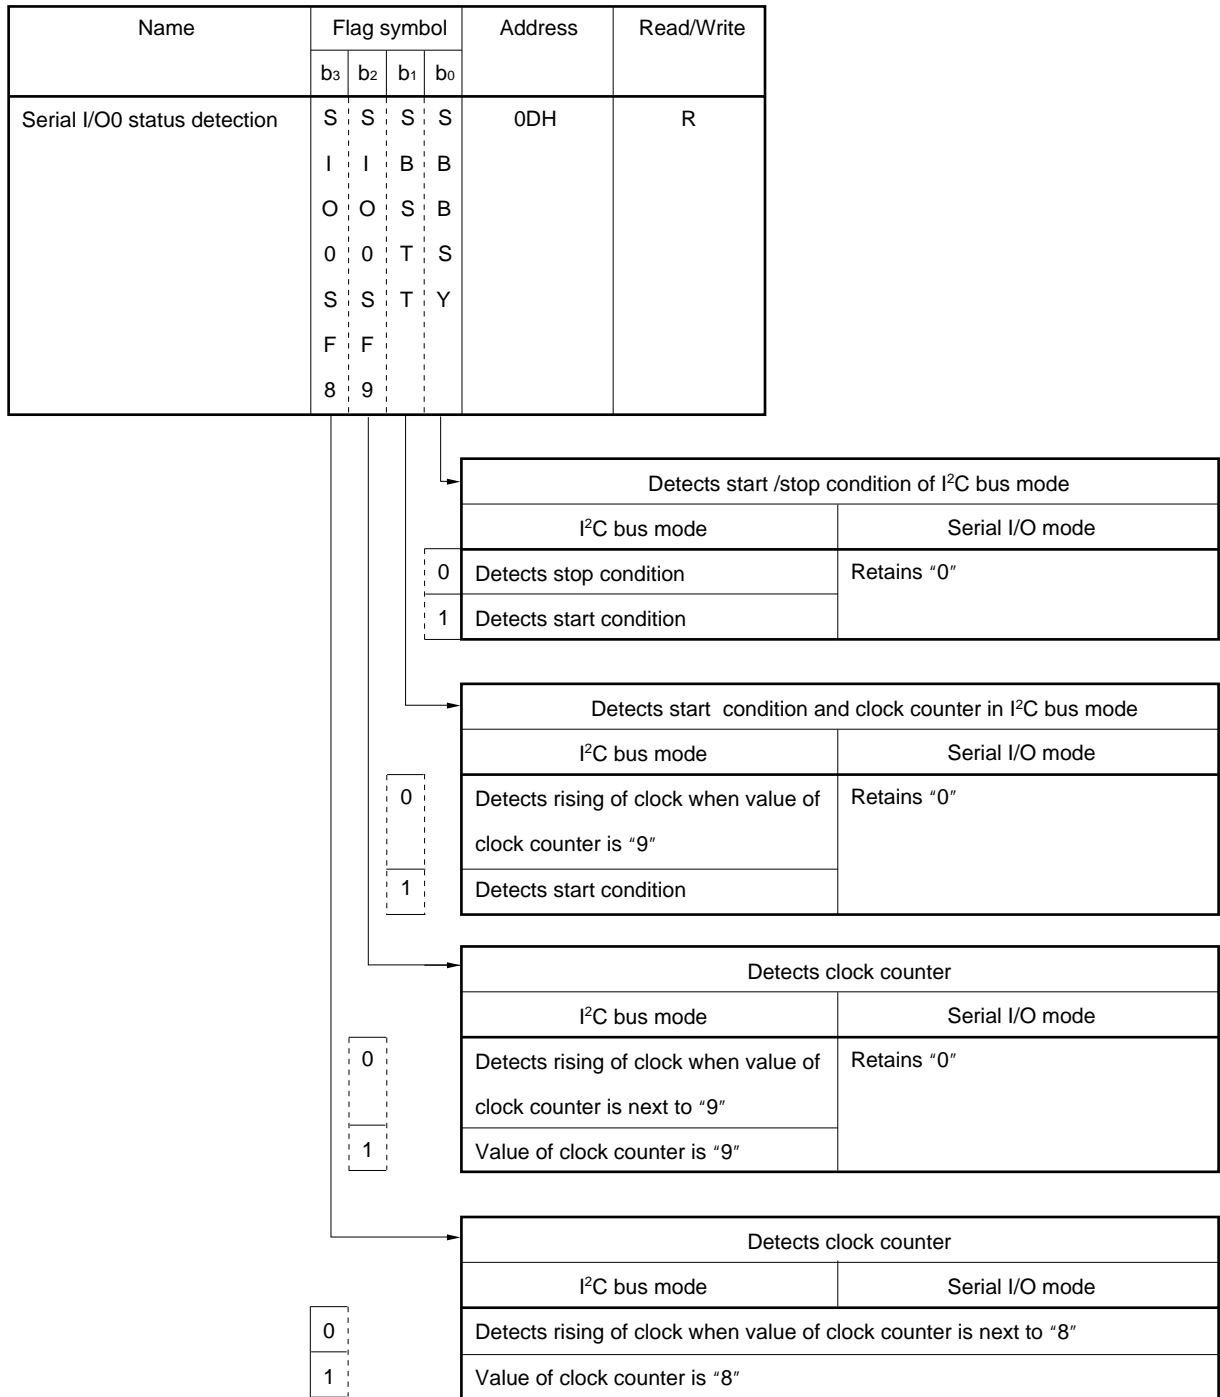 Name Flag symbol Address Read/Write
b3 b2 b1 b0
Serial I/O0 status detection S S S S 0DH R
I I B B
O O S B
0 0 T S
S S T Y
F F
8 9
Detects start /stop condition of I²C bus mode
I²C bus mode Serial I/O mode
0 Detects stop condition Retains “0”
1 Detects start condition
Detects start condition and clock counter in I²C bus mode
I²C bus mode Serial I/O mode
0 Detects rising of clock when value of Retains “0”
clock counter is “9”
1 Detects start condition
Detects clock counter
I²C bus mode Serial I/O mode
0 Detects rising of clock when value of Retains “0”
clock counter is next to “9”
1 Value of clock counter is “9”
Detects clock counter
I²C bus mode Serial I/O mode
0 Detects rising of clock when value of clock counter is next to “8”
1 Value of clock counter is “8”